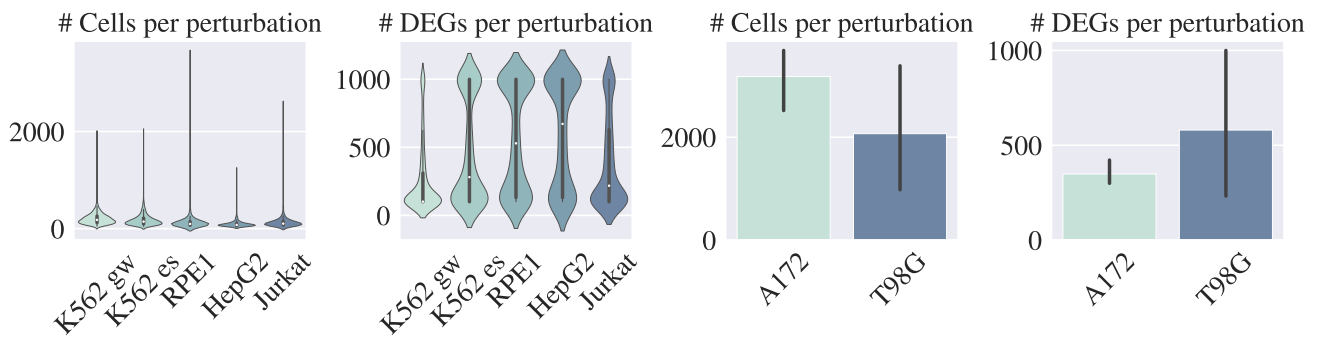 # Cells per perturbation
2000
0
K562 gw
K562 es
RPE1
HepG2
Jurkat
# DEGs per perturbation
1000
500
0
K562 gw
K562 es
RPE1
HepG2
Jurkat
# Cells per perturbation
2000
0
A172
T98G
# DEGs per perturbation
1000
500
0
A172
T98G